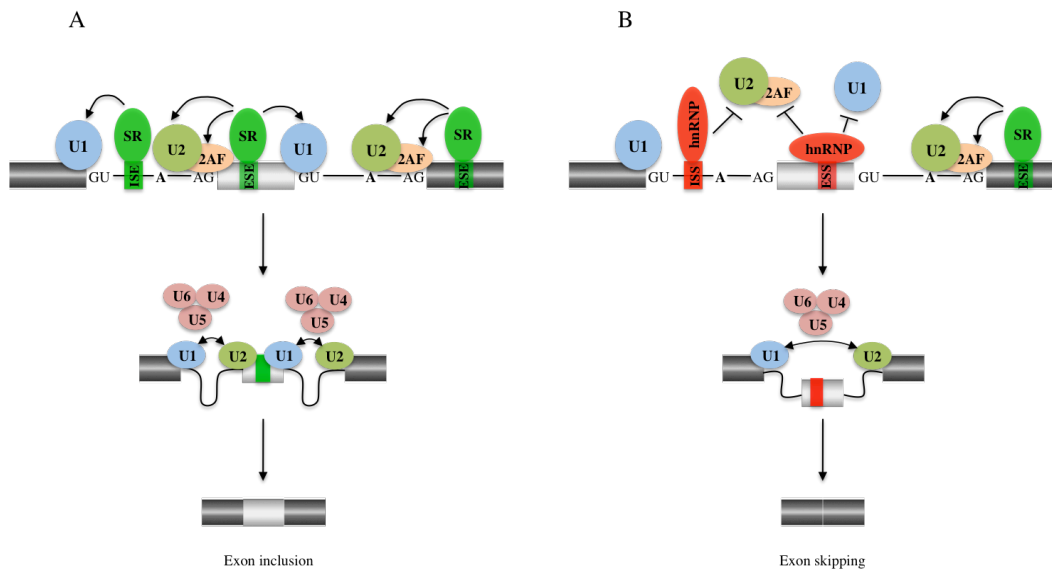 A
B
SR
SR
SR
U1
U2
2AF
U1
U2
2AF
GU
ISE
A
AG
ESE
GU
A
AG
ESE
hnRNP
U2
2AF
U1
U1
hnRNP
U2
2AF
SR
GU
ISS
A
AG
ESS
GU
A
AG
ESE
U6
U4
U5
U6
U4
U5
U1
U2
U1
U2
U6
U4
U5
U1
U2
Exon inclusion
Exon skipping